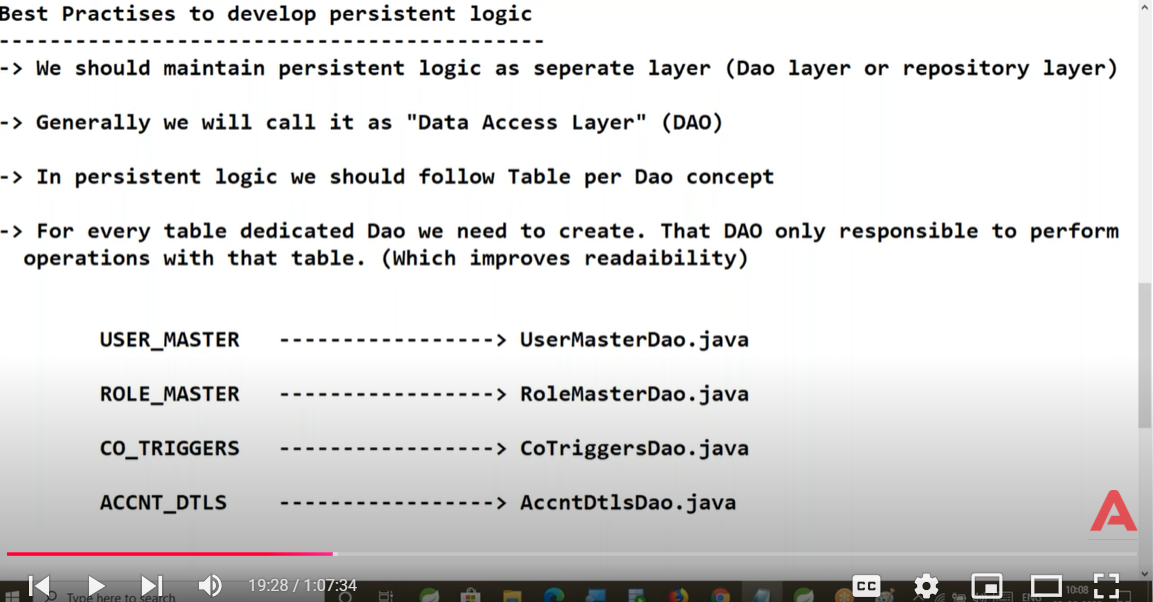 Best Practises to develop persistent logic
-------------------------------------------
-> We should maintain persistent logic as seperate layer (Dao layer or repository layer)
-> Generally we will call it as "Data Access Layer" (DAO)
-> In persistent logic we should follow Table per Dao concept
-> For every table dedicated Dao we need to create. That DAO only responsible to perform
operations with that table. (Which improves readaibility)
USER_MASTER -----------------> UserMasterDao.java
ROLE_MASTER -----------------> RoleMasterDao.java
CO_TRIGGERS -----------------> CoTriggersDao.java
ACCNT_DTLS -----------------> AccntDtlsDao.java
19:28 / 1:07:34
CC
Type here to search
ENG
10:08